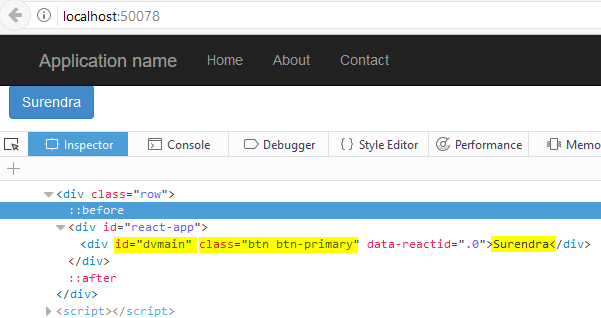 localhost:50078
Application name Home About Contact
Surendra
Inspector Console Debugger { } Style Editor Performance Memo
<div class="row">
::before
<div id="react-app">
<div id="dvmain" class="btn btn-primary" data-reactid=".0">Surendra</div>
</div>
::after
</div>
<script></script>